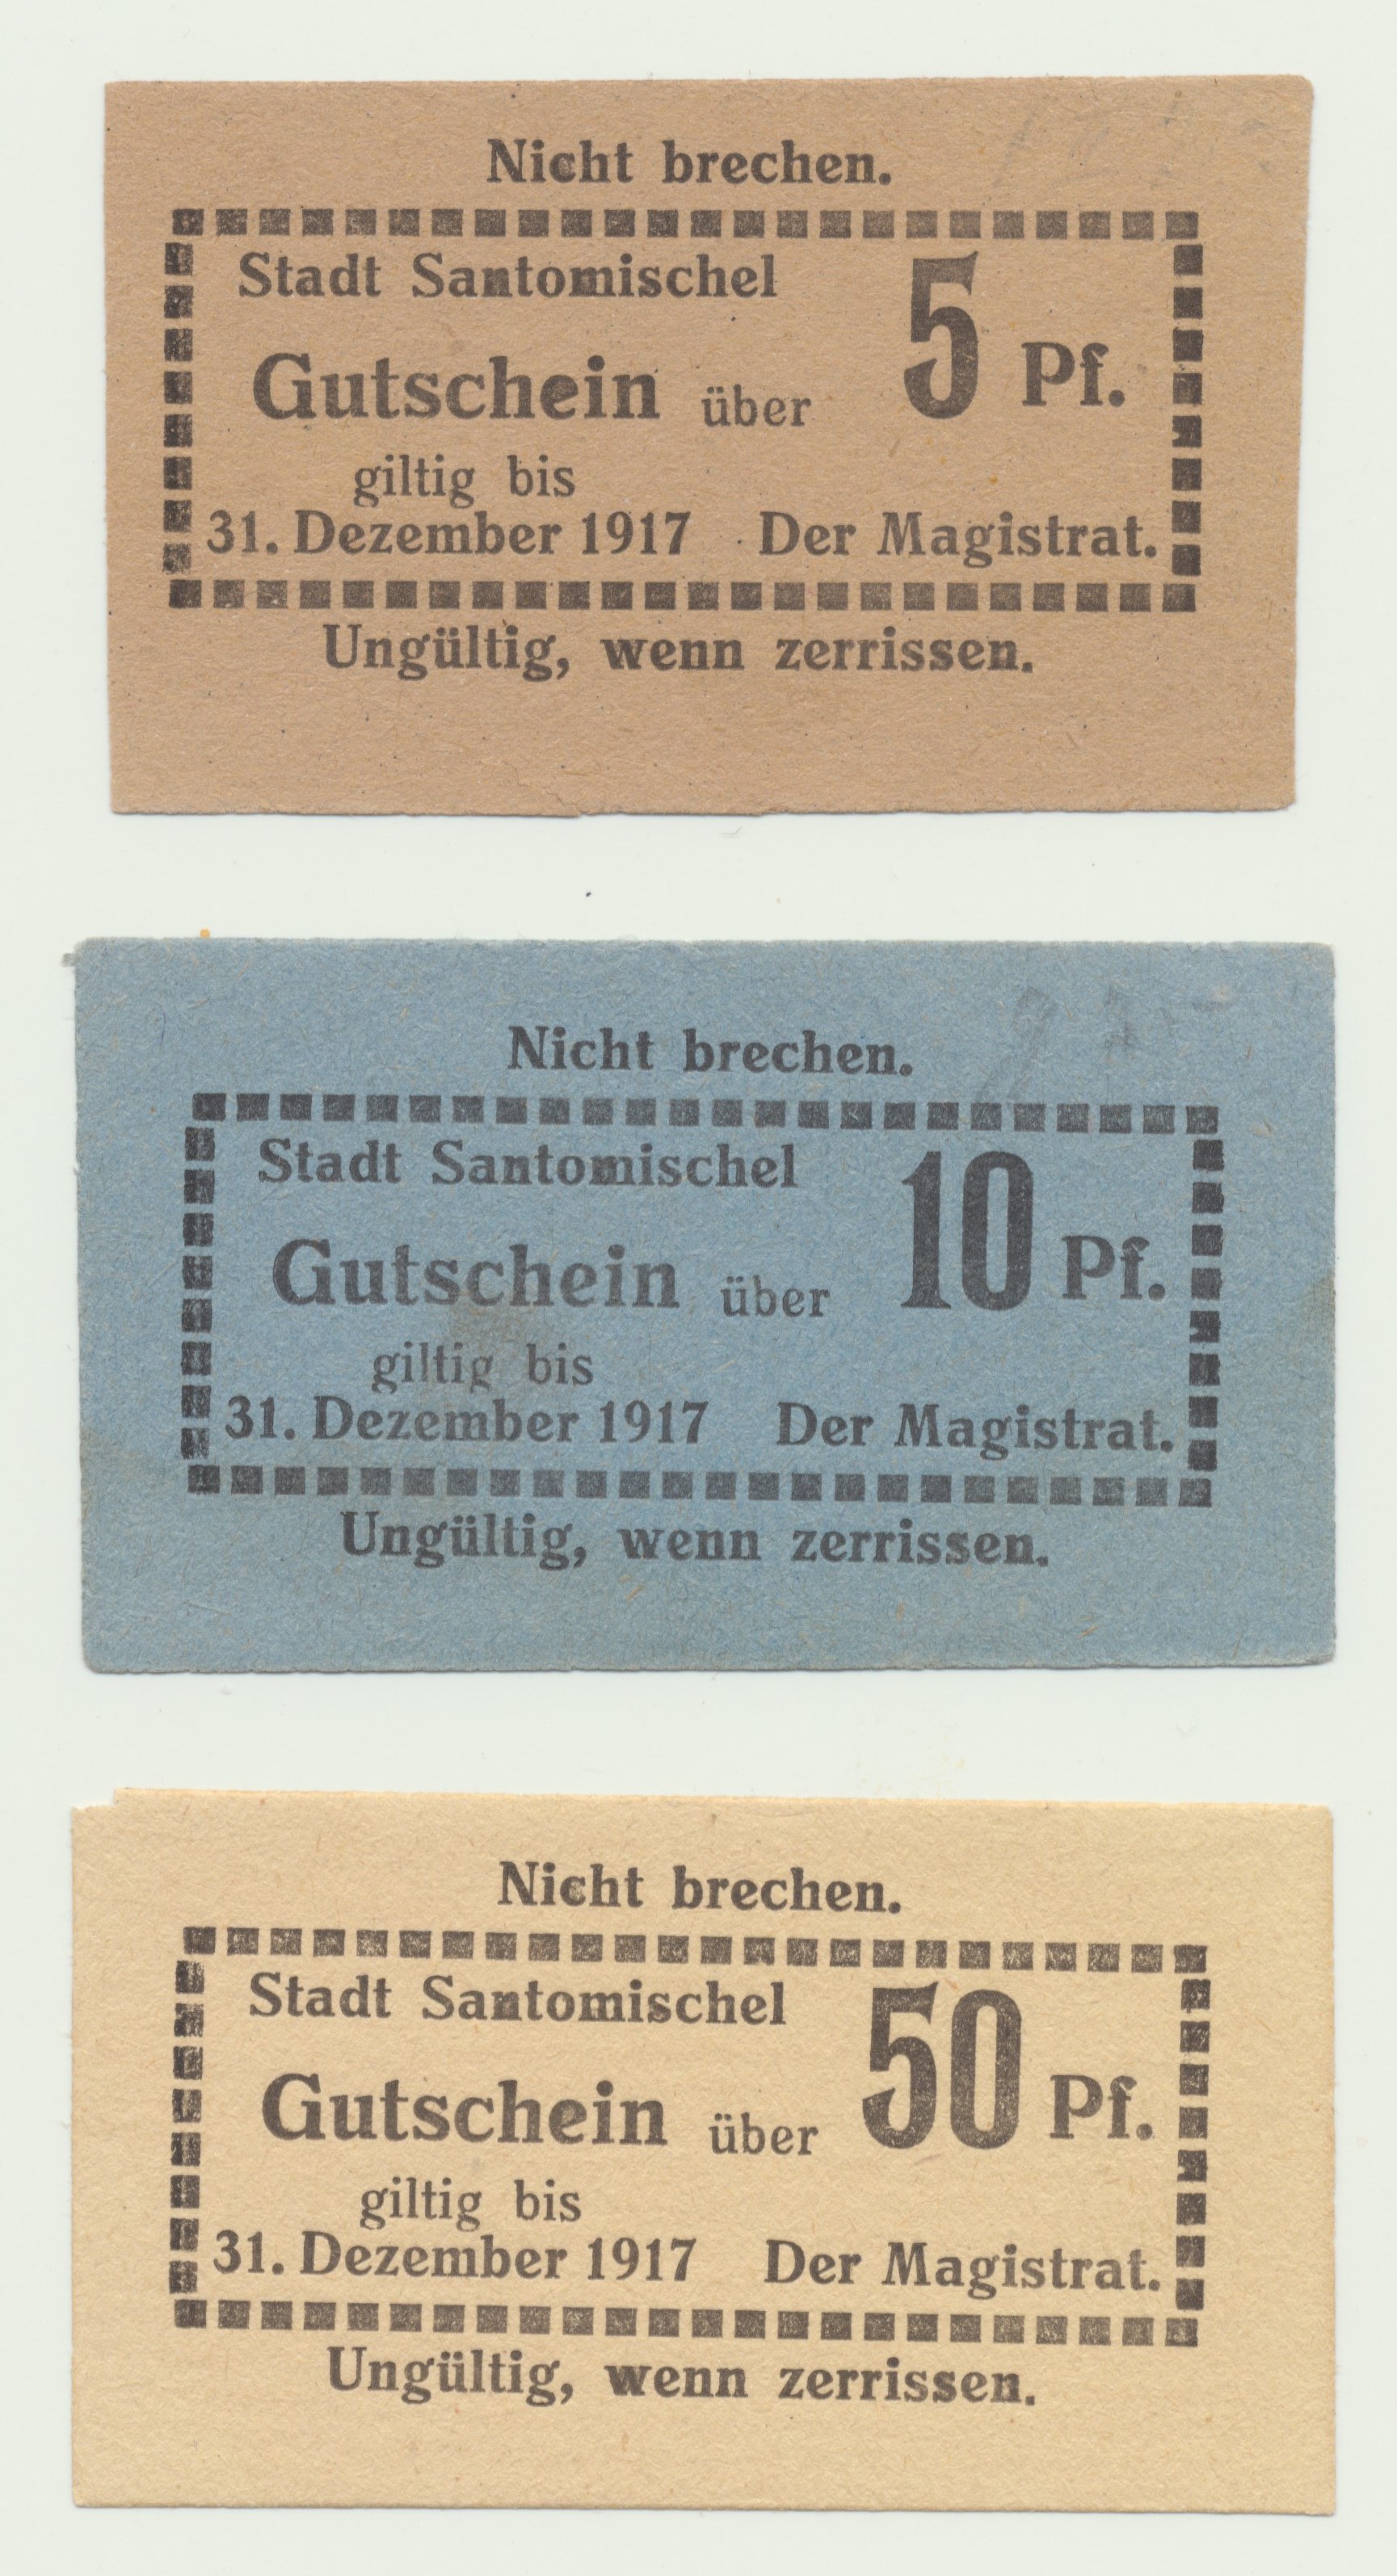 Nicht brechen.
Stadt Santomischel
5 Pf.
Gutschein über
giltig bis
31. Dezember 1917 Der Magistrat.
Ungültig, wenn zerrissen.
Nicht brechen.
Stadt Santomischel
10 Pf.
Gutschein über
giltig bis
31. Dezember 1917 Der Magistrat.
Ungültig, wenn zerrissen.
Nicht brechen.
Stadt Santomischel
50 Pf.
Gutschein über
giltig bis
31. Dezember 1917 Der Magistrat.
Ungültig, wenn zerrissen.